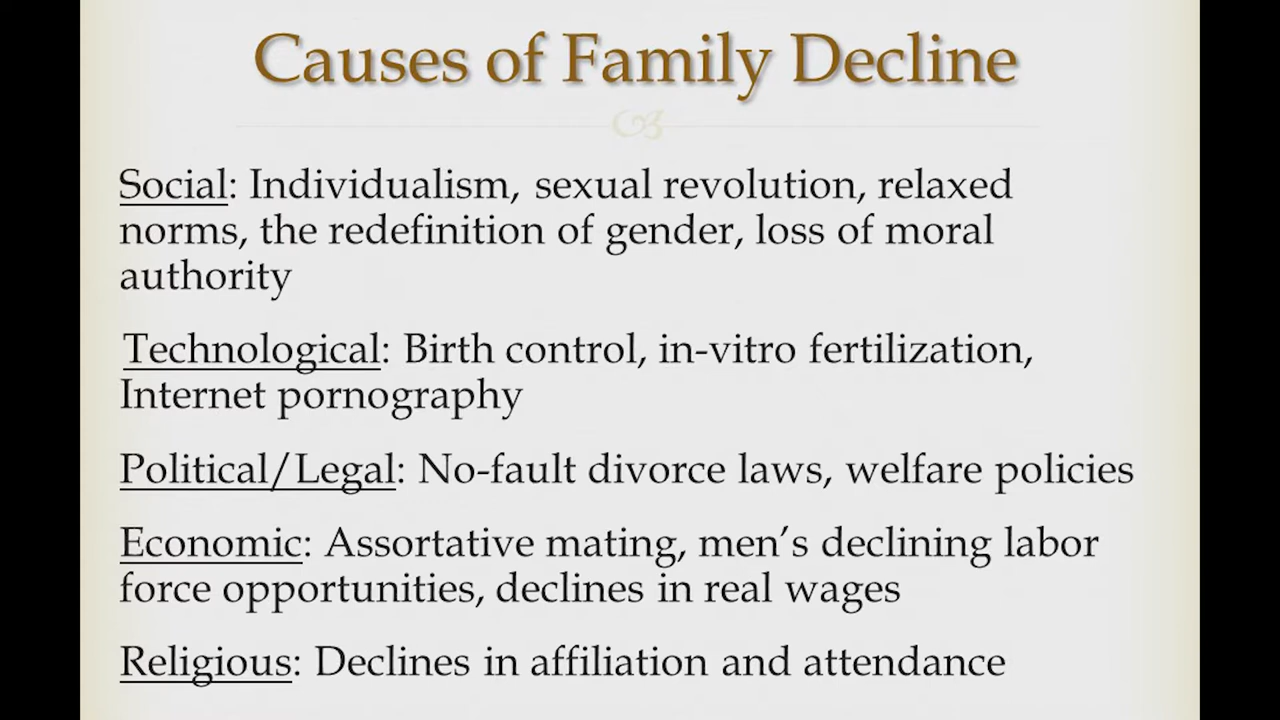 Causes of Family Decline
Social: Individualism, sexual revolution, relaxed
norms, the redefinition of gender, loss of moral
authority
Technological: Birth control, in-vitro fertilization,
Internet pornography
Political/Legal: No-fault divorce laws, welfare policies
Economic: Assortative mating, men’s declining labor
force opportunities, declines in real wages
Religious: Declines in affiliation and attendance